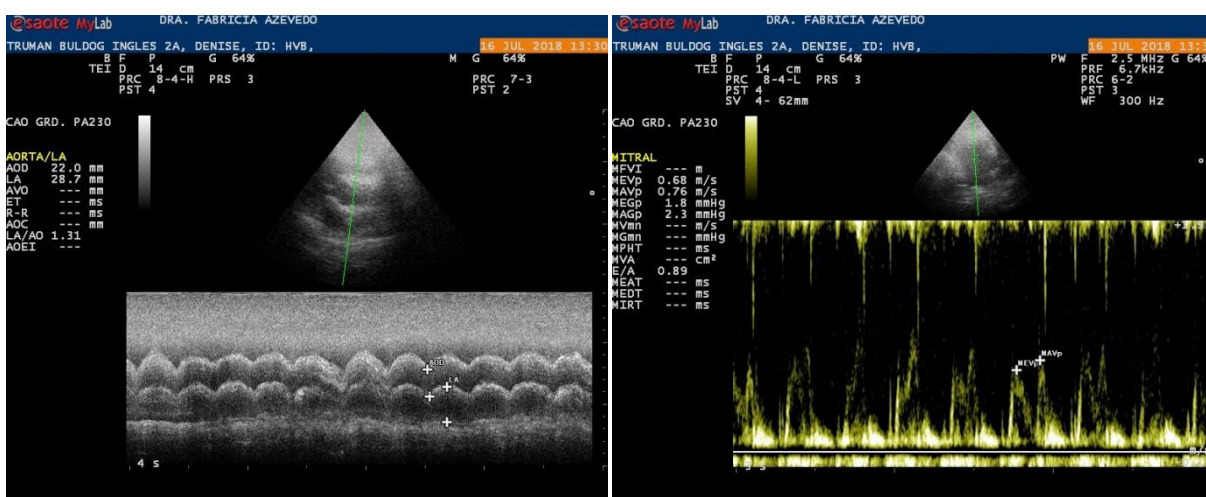 esaote MyLab DRA. FABRICIA AZEVEDO
TRUMAN BULDOG INGLES 2A, DENISE, ID: HVB, 16 JUL 2018 13:30
B F P G 64% M G 64%
TEI D 14 cm PRC 7-3
PRC 8-4-H PRS 3 PST 2
PST 4
CAO GRD. PA230
AORTA/LA
AOD 22.0 mm
LA 28.7 mm
AVO --- mm
ET --- ms
R-R --- ms
AOC --- mm
LA/AO 1.31
AOEI ---
AOD
LA
4 s
esaote MyLab DRA. FABRICIA AZEVEDO
TRUMAN BULDOG INGLES 2A, DENISE, ID: HVB, 16 JUL 2018 13:3
B F P G 64% PW F 2.5 MHz G 64%
TEI D 14 cm PRF 6.7kHz
PRC 8-4-L PRS 3 PRC 6-2
PST 4 PST 3
SV 4- 62mm WF 300 Hz
CAO GRD. PA230
MITRAL
MFVI --- m
MEVp 0.68 m/s
MAVp 0.76 m/s
MEGp 1.8 mmHg
MAGp 2.3 mmHg
MVmn --- m/s
MGmn --- mmHg
MPHT --- ms
MVA --- cm²
E/A 0.89
MEAT --- ms
MEDT --- ms
MIRT --- ms
MEVp MAVp
m/s